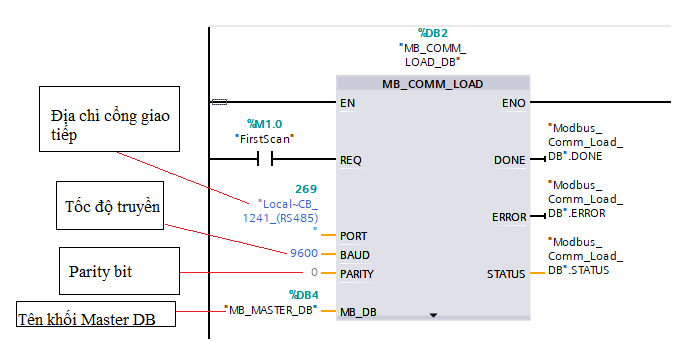 %DB2
"MB_COMM_
LOAD_DB"
MB_COMM_LOAD
EN
ENO
Địa chỉ cổng giao
tiếp
%M1.0
"FirstScan"
REQ
DONE
"Modbus_
Comm_Load_
DB".DONE
269
"Local~CB_
1241_(RS485)
"
PORT
Tốc độ truyền
9600
BAUD
ERROR
"Modbus_
Comm_Load_
DB".ERROR
Parity bit
0
PARITY
STATUS
"Modbus_
Comm_Load_
DB".STATUS
Tên khối Master DB
%DB4
"MB_MASTER_DB"
MB_DB